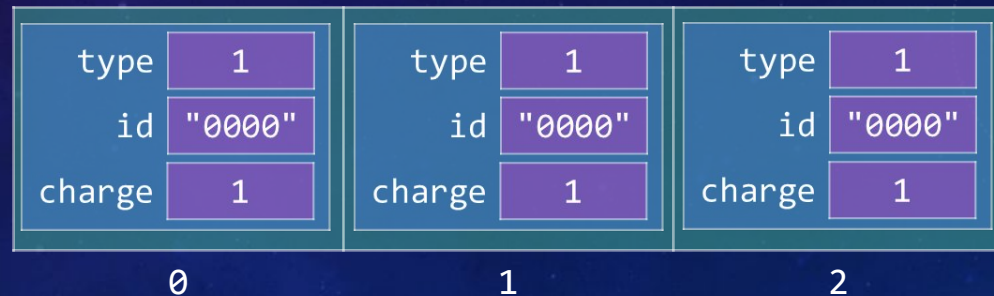 type 1 type 1 type 1
id "0000" id "0000" id "0000"
charge 1 charge 1 charge 1
0 1 2